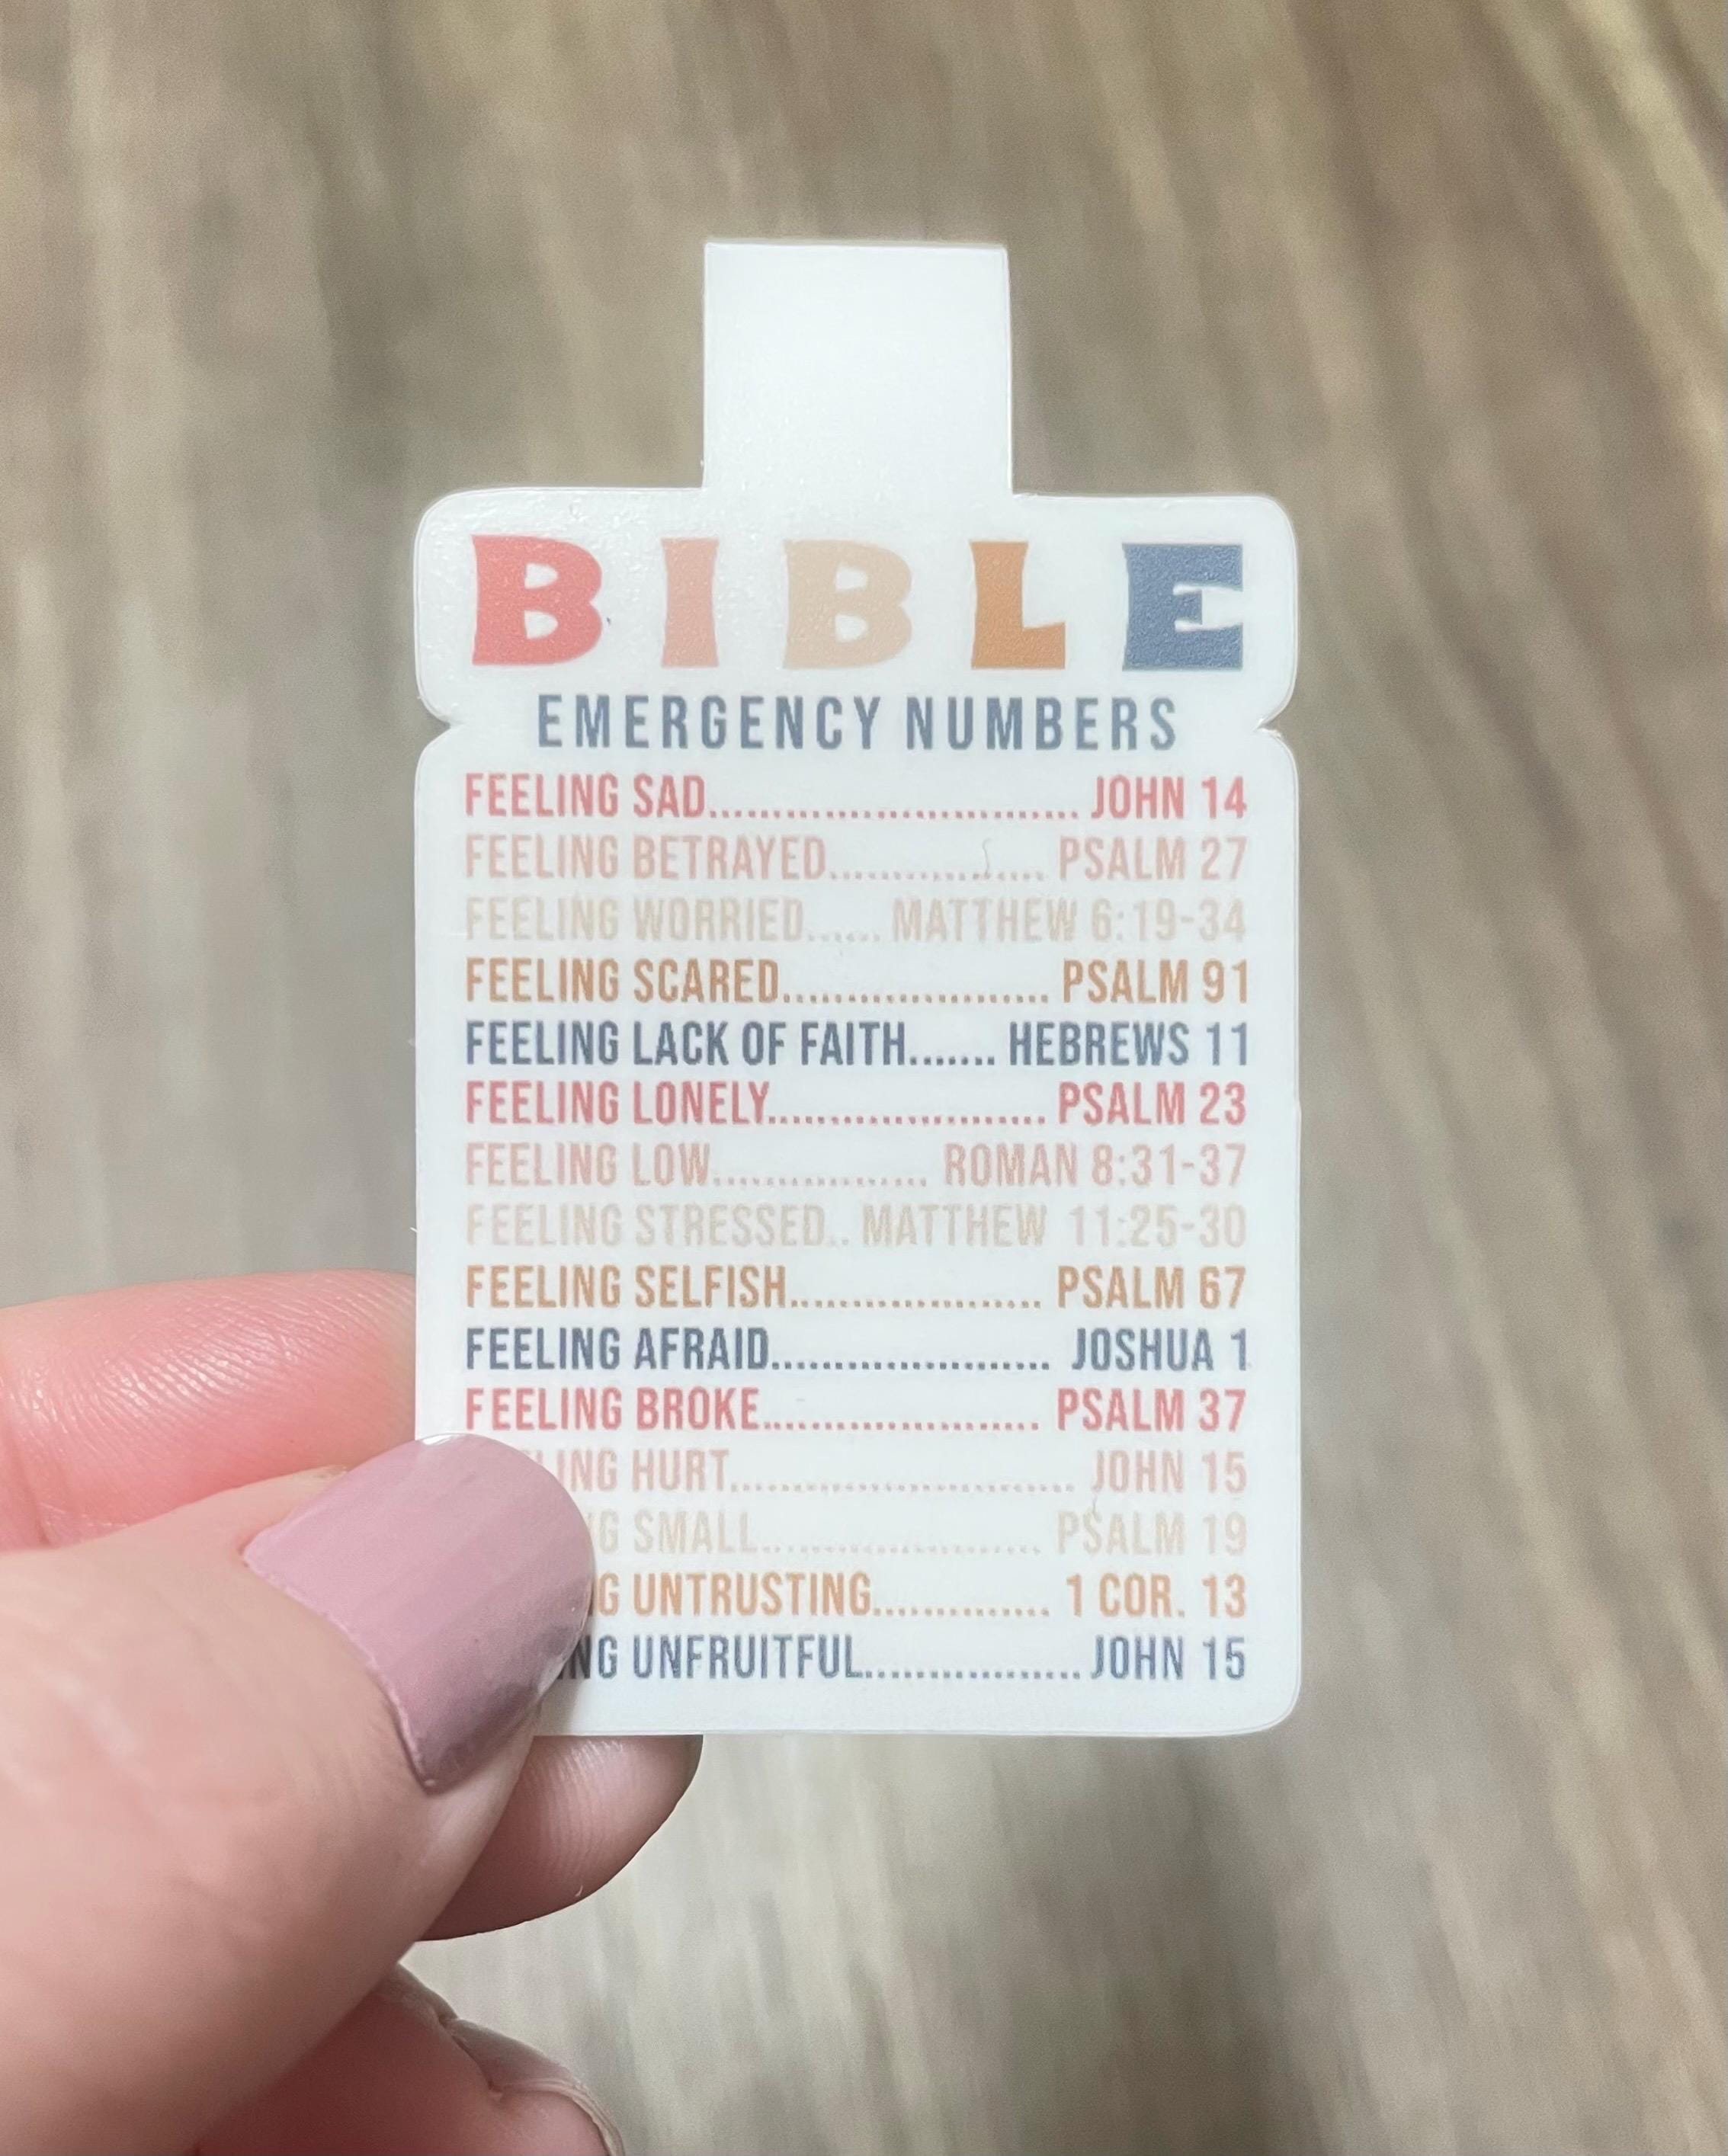 BIBLE
EMERGENCY NUMBERS
FEELING SAD............................ JOHN 14
FEELING BETRAYED................ PSALM 27
FEELING WORRIED...... MATTHEW 6:19-34
FEELING SCARED..................... PSALM 91
FEELING LACK OF FAITH....... HEBREWS 11
FEELING LONELY...................... PSALM 23
FEELING LOW................. ROMAN 8:31-37
FEELING STRESSED.. MATTHEW 11:25-30
FEELING SELFISH.................... PSALM 67
FEELING AFRAID...................... JOSHUA 1
FEELING BROKE...................... PSALM 37
LING HURT........................... JOHN 15
G SMALL...................... PSALM 19
G UNTRUSTING.............. 1 COR. 13
NG UNFRUITFUL................. JOHN 15